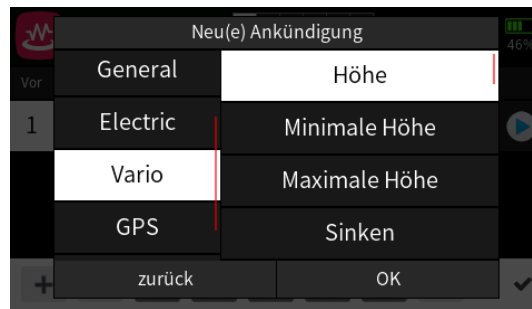 Neu(e) Ankündigung
46%
Vor
1
General
Electric
Vario
GPS
Höhe
Minimale Höhe
Maximale Höhe
Sinken
zurück
OK